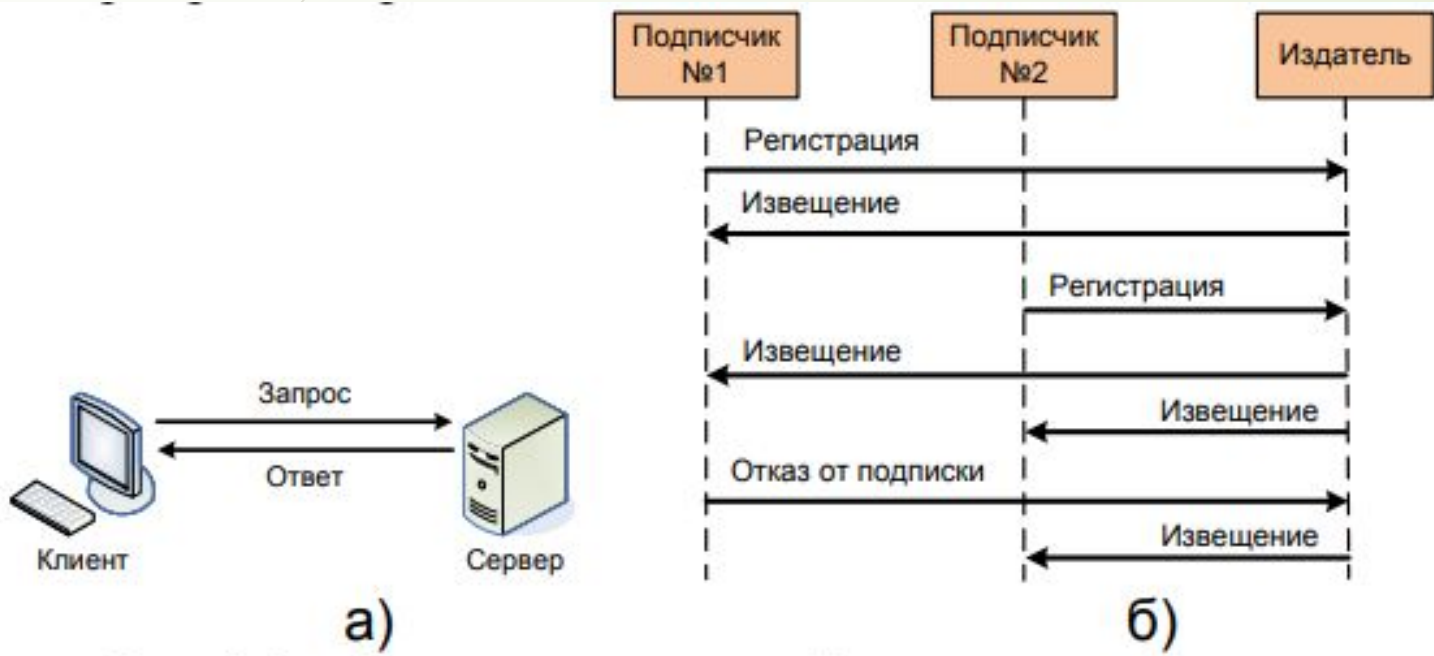 Подписчик
№1
Подписчик
№2
Издатель
Регистрация
Извещение
Регистрация
Извещение
Извещение
Отказ от подписки
Извещение
Запрос
Ответ
Клиент
Сервер
а)
б)